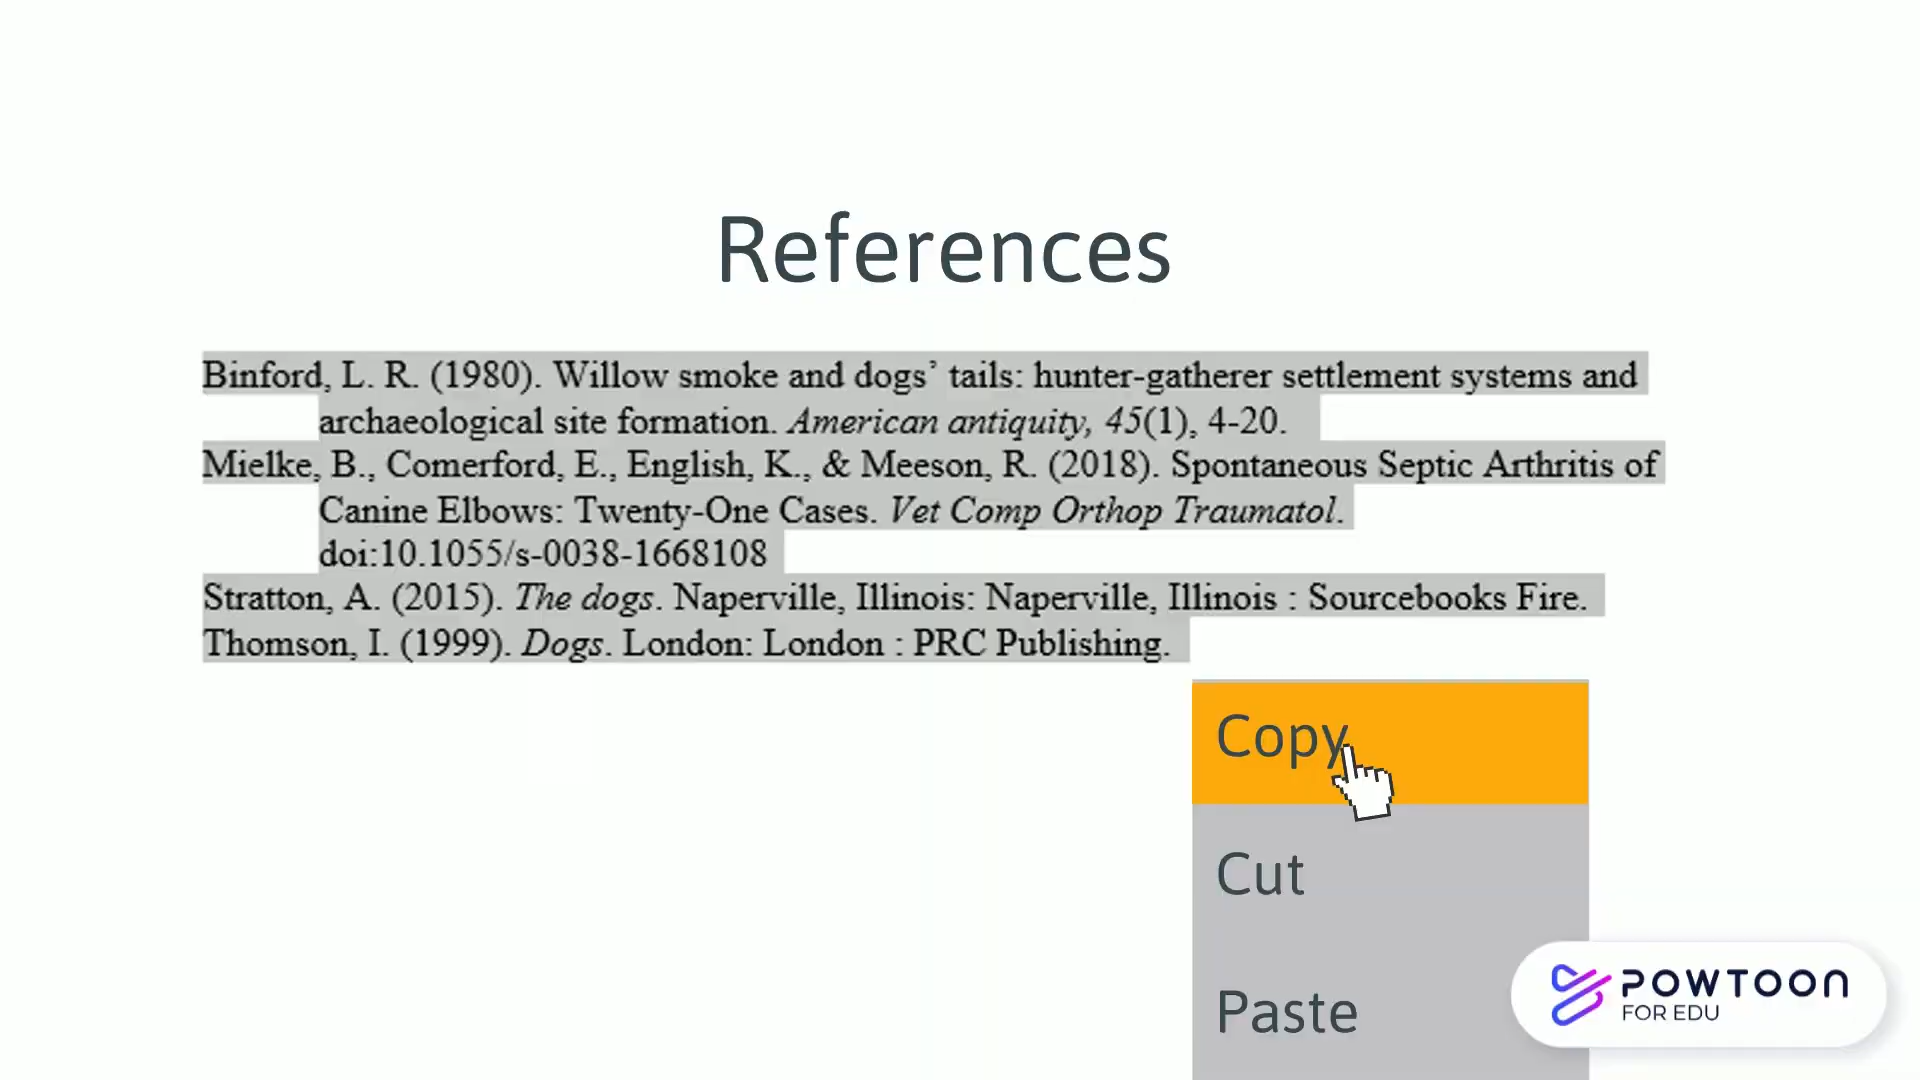 References
Binford, L. R. (1980). Willow smoke and dogs’ tails: hunter-gatherer settlement systems and
archaeological site formation. American antiquity, 45(1), 4-20.
Mielke, B., Comerford, E., English, K., & Meeson, R. (2018). Spontaneous Septic Arthritis of
Canine Elbows: Twenty-One Cases. Vet Comp Orthop Traumatol.
doi:10.1055/s-0038-1668108
Stratton, A. (2015). The dogs. Naperville, Illinois: Naperville, Illinois : Sourcebooks Fire.
Thomson, I. (1999). Dogs. London: London : PRC Publishing.
Copy
Cut
Paste
POWTOON
FOR EDU